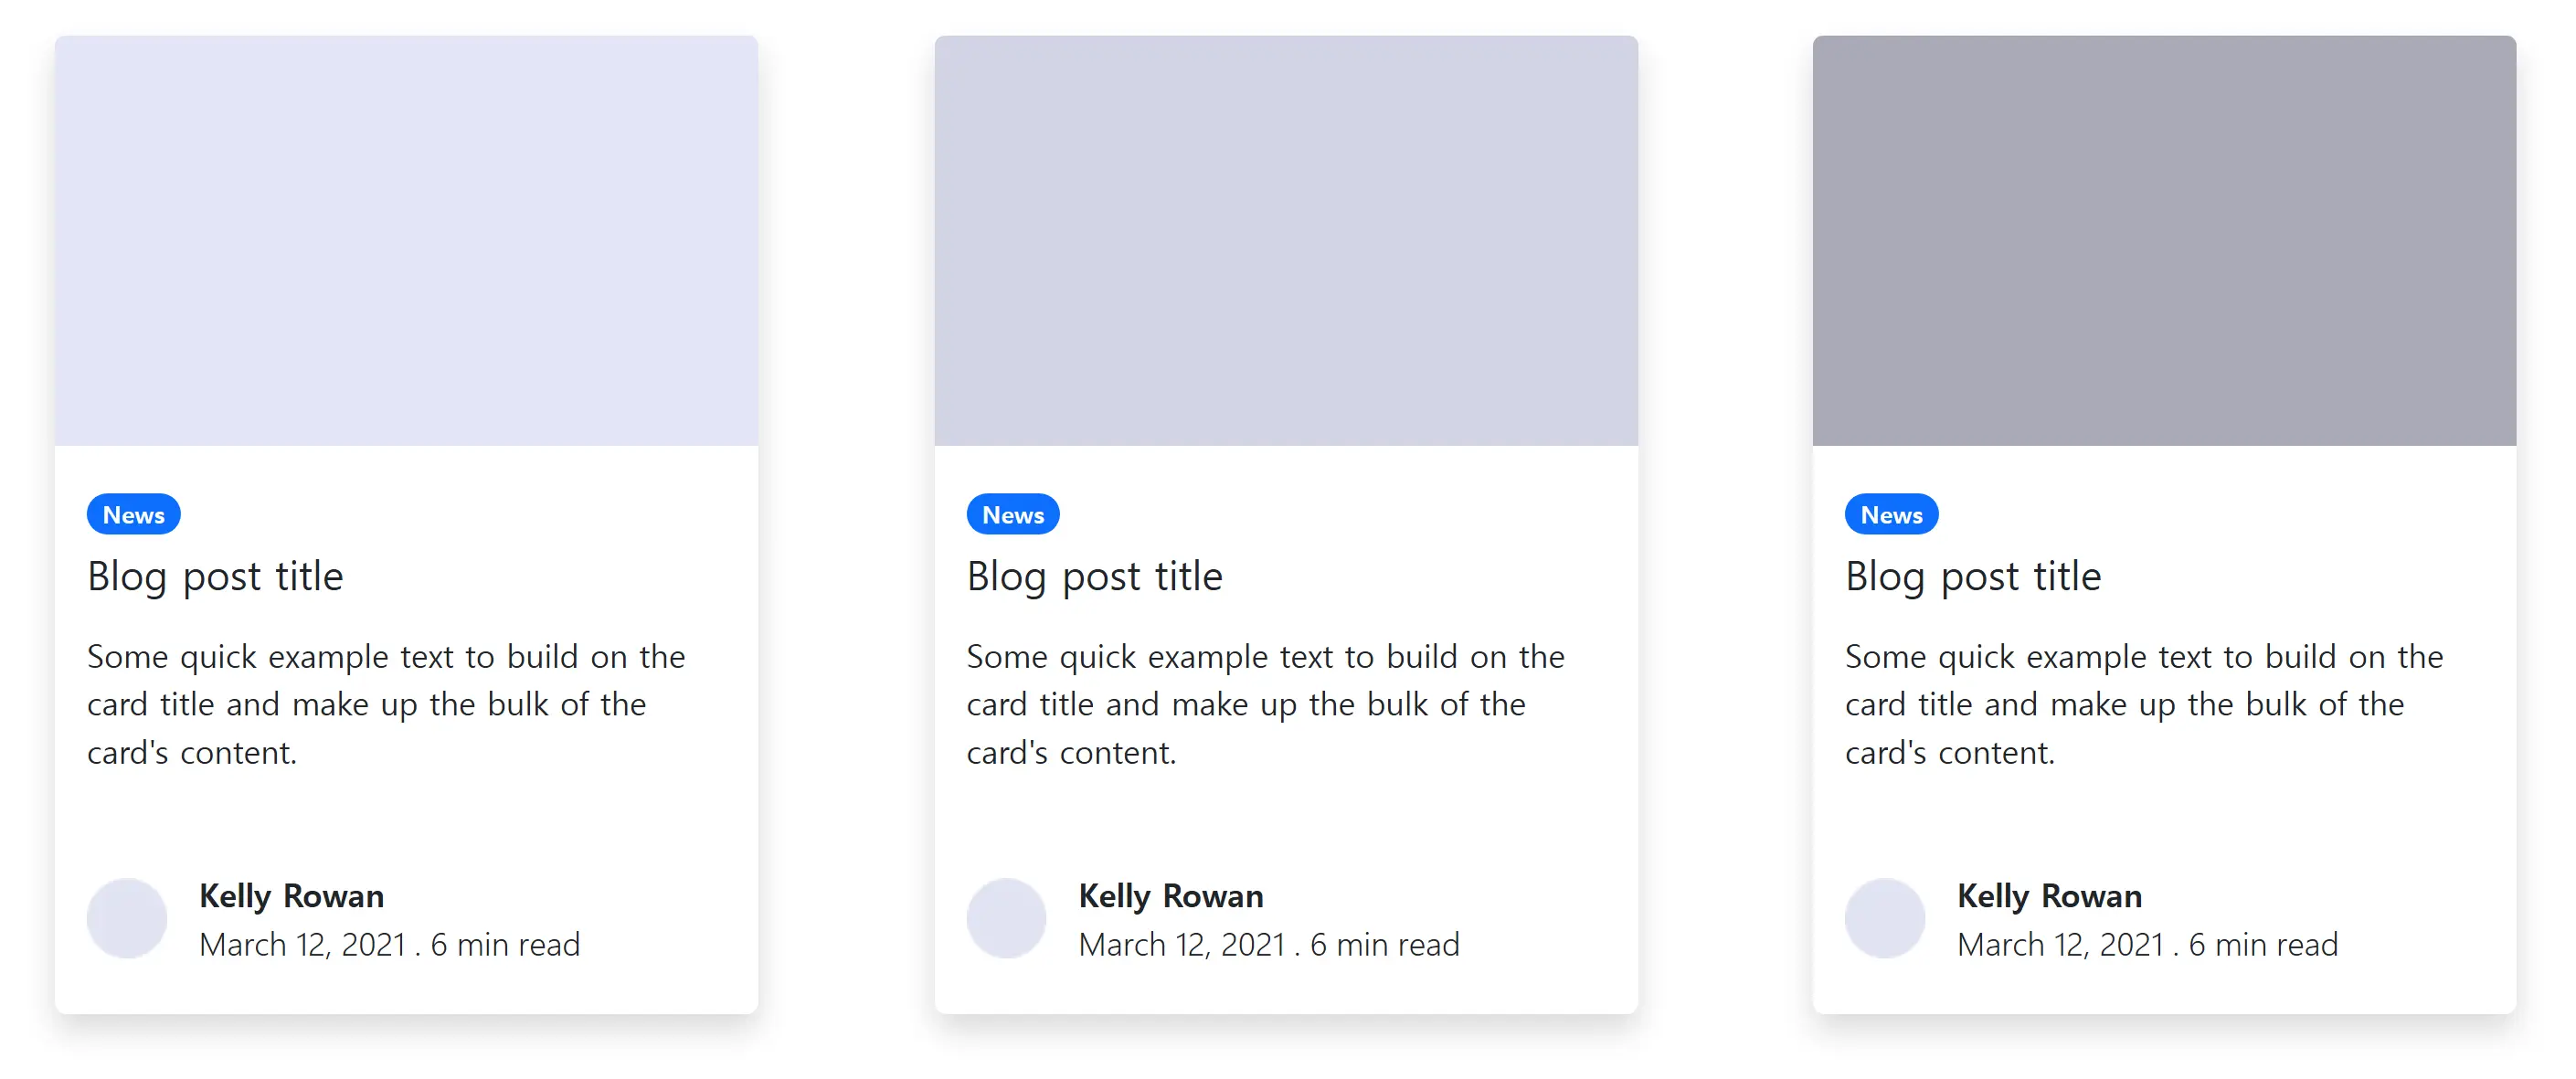 News
Blog post title
Some quick example text to build on the
card title and make up the bulk of the
card's content.
Kelly Rowan
March 12, 2021 . 6 min read
News
Blog post title
Some quick example text to build on the
card title and make up the bulk of the
card's content.
Kelly Rowan
March 12, 2021 . 6 min read
News
Blog post title
Some quick example text to build on the
card title and make up the bulk of the
card's content.
Kelly Rowan
March 12, 2021 . 6 min read